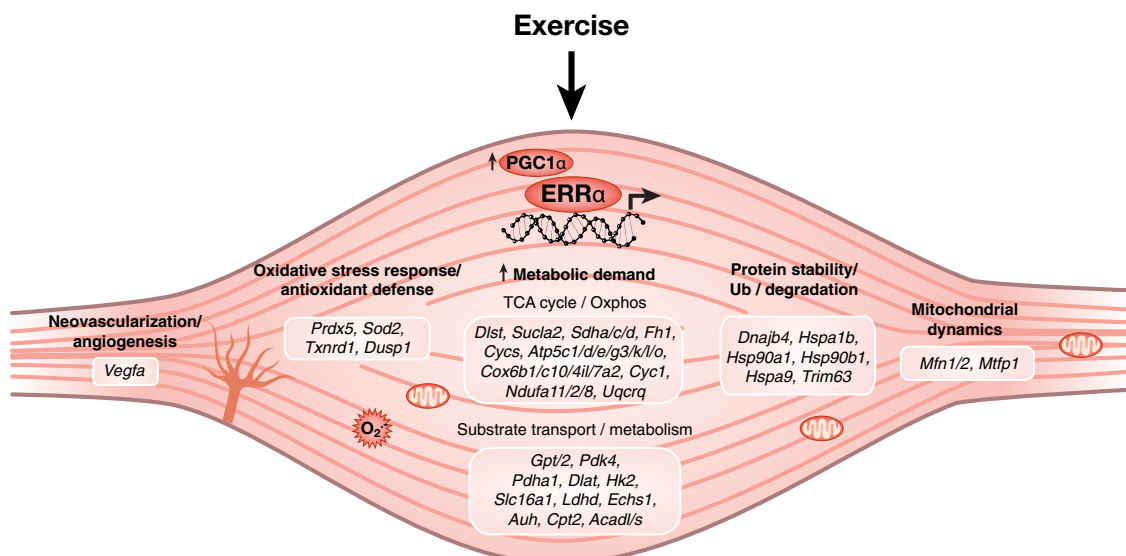 Exercise
↑ PGC1α
ERRα
Oxidative stress response/
antioxidant defense
Prdx5, Sod2,
Txnrd1, Dusp1
↑ Metabolic demand
TCA cycle / Oxphos
Dlst, Sucla2, Sdha/c/d, Fh1,
Cycs, Atp5c1/d/e/g3/k/l/o,
Cox6b1/c10/4il/7a2, Cyc1,
Ndufa11/2/8, Uqcrq
Protein stability/
Ub / degradation
Dnajb4, Hspa1b,
Hsp90a1, Hsp90b1,
Hspa9, Trim63
Neovascularization/
angiogenesis
Vegfa
Mitochondrial
dynamics
Mfn1/2, Mtfp1
O₂·⁻
Substrate transport / metabolism
Gpt/2, Pdk4,
Pdha1, Dlat, Hk2,
Slc16a1, Ldhd, Echs1,
Auh, Cpt2, Acadl/s